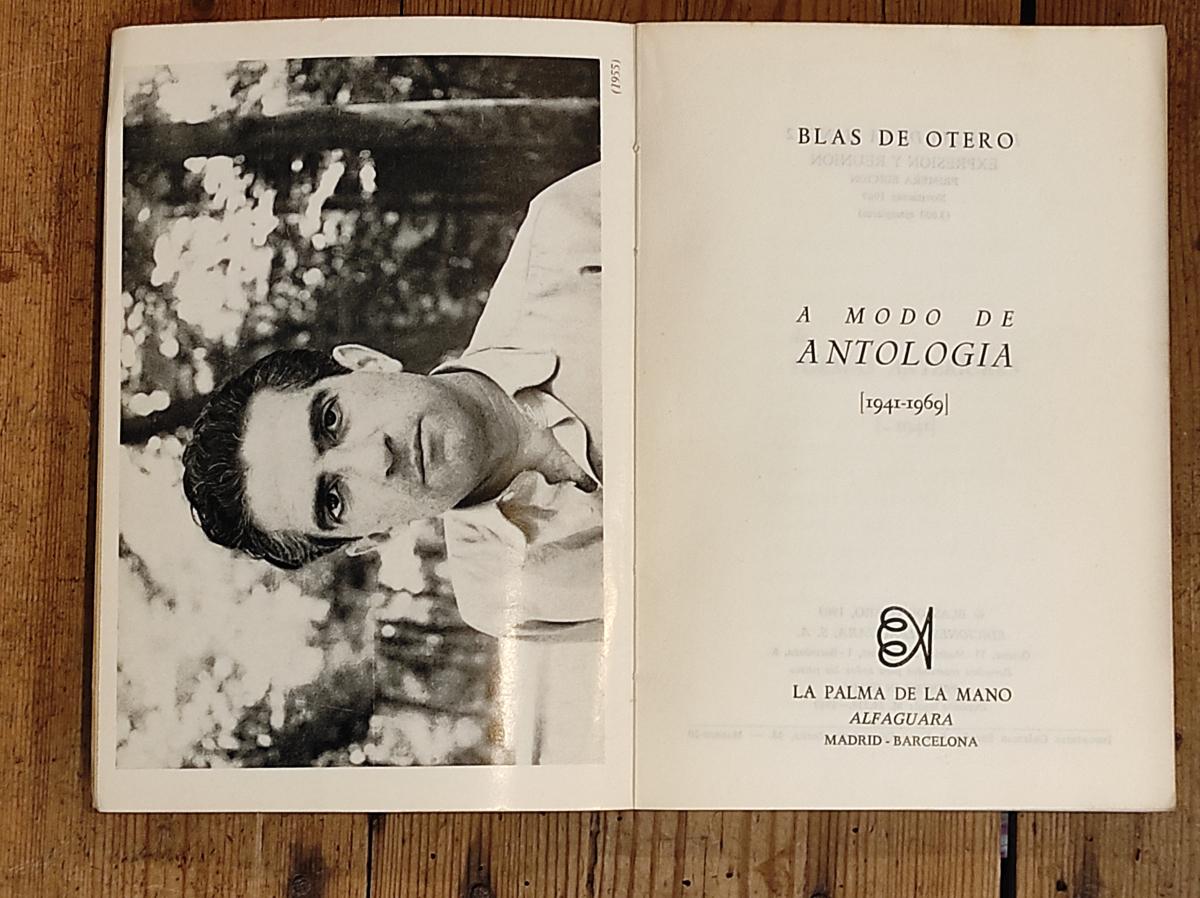 (1955)
BLAS DE OTERO
A MODO DE
ANTOLOGIA
[1941-1969]
LA PALMA DE LA MANO
ALFAGUARA
MADRID - BARCELONA